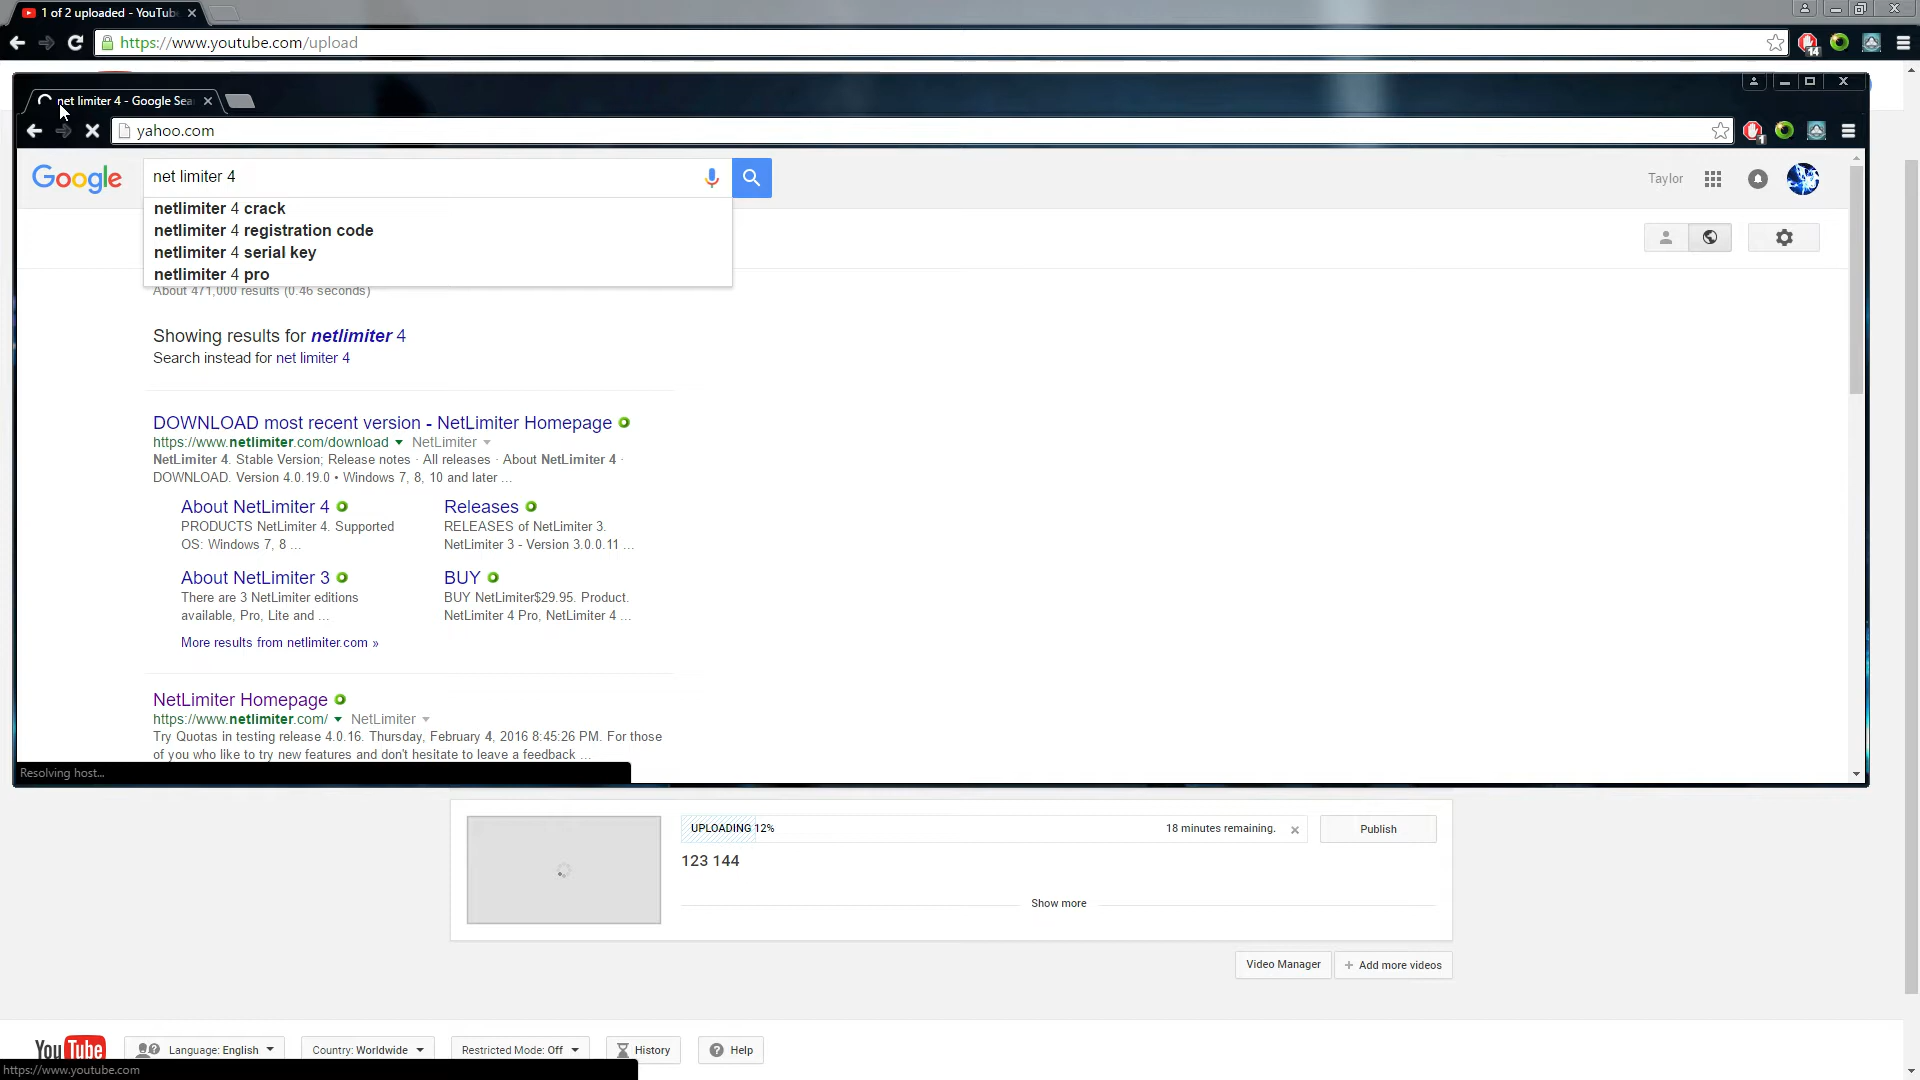 1 of 2 uploaded - YouTub
https://www.youtube.com/upload
14
net limiter 4 - Google Sea
yahoo.com
1
Google
net limiter 4
Taylor
netlimiter 4 crack
netlimiter 4 registration code
netlimiter 4 serial key
netlimiter 4 pro
About 471,000 results (0.46 seconds)
Showing results for netlimiter 4
Search instead for net limiter 4
DOWNLOAD most recent version - NetLimiter Homepage
https://www.netlimiter.com/download NetLimiter
NetLimiter 4. Stable Version; Release notes · All releases · About NetLimiter 4 ·
DOWNLOAD. Version 4.0.19.0 • Windows 7, 8, 10 and later ...
About NetLimiter 4
PRODUCTS NetLimiter 4. Supported
OS: Windows 7, 8 ...
Releases
RELEASES of NetLimiter 3.
NetLimiter 3 - Version 3.0.0.11 ...
About NetLimiter 3
There are 3 NetLimiter editions
available, Pro, Lite and ...
BUY
BUY NetLimiter$29.95. Product.
NetLimiter 4 Pro, NetLimiter 4 ...
More results from netlimiter.com »
NetLimiter Homepage
https://www.netlimiter.com/ NetLimiter
Try Quotas in testing release 4.0.16. Thursday, February 4, 2016 8:45:26 PM. For those
of you who like to try new features and don't hesitate to leave a feedback ...
Resolving host...
UPLOADING 12%
18 minutes remaining.
Publish
123 144
Show more
Video Manager
+ Add more videos
YouTube
Language: English
Country: Worldwide
Restricted Mode: Off
History
Help
https://www.youtube.com